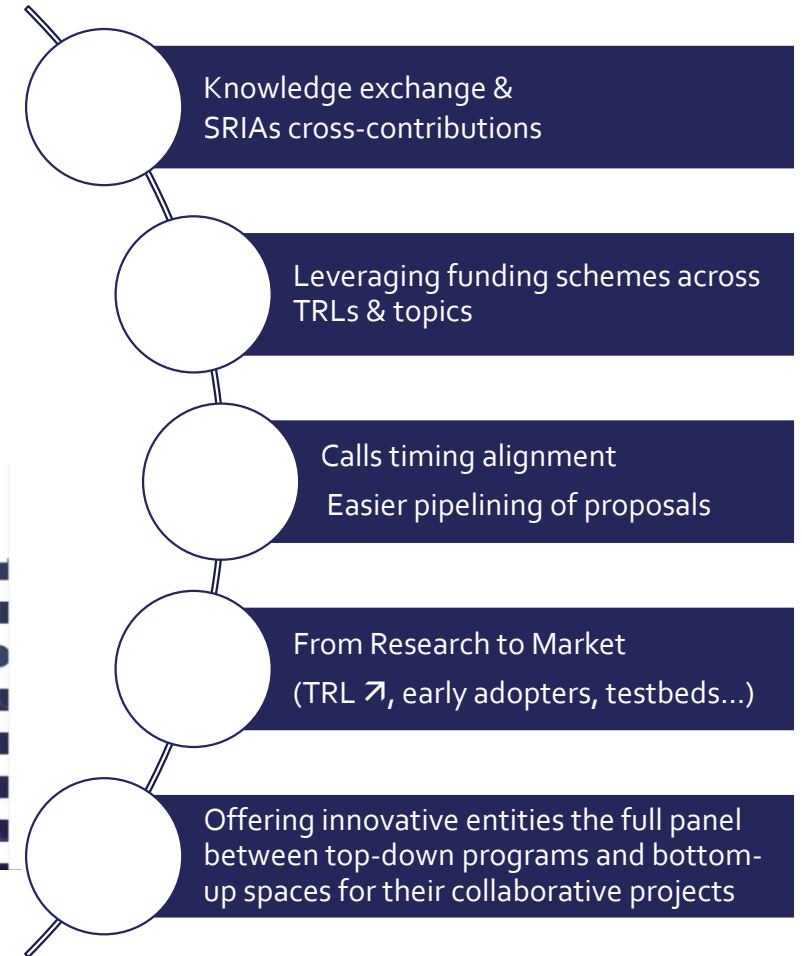 Knowledge exchange &
SRIAs cross-contributions
Leveraging funding schemes across
TRLs & topics
Calls timing alignment
Easier pipelining of proposals
From Research to Market
(TRL ↗, early adopters, testbeds…)
Offering innovative entities the full panel
between top-down programs and bottom-
up spaces for their collaborative projects